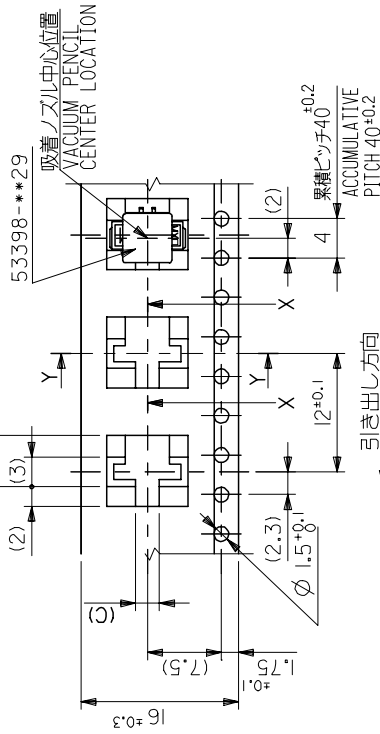 吸着ノズル中心位置
VACUUM PENCIL
CENTER LOCATION
53398-**29
(2)
(3)
(2)
Y
Y
X
X
(C)
4
累積ピッチ40±0.2
ACCUMULATIVE
PITCH 40±0.2
12±0.1
(2.3)
Ø 1.5 +0.1 0
引き出し方向
16±0.3
(7.5)
1.75±0.1